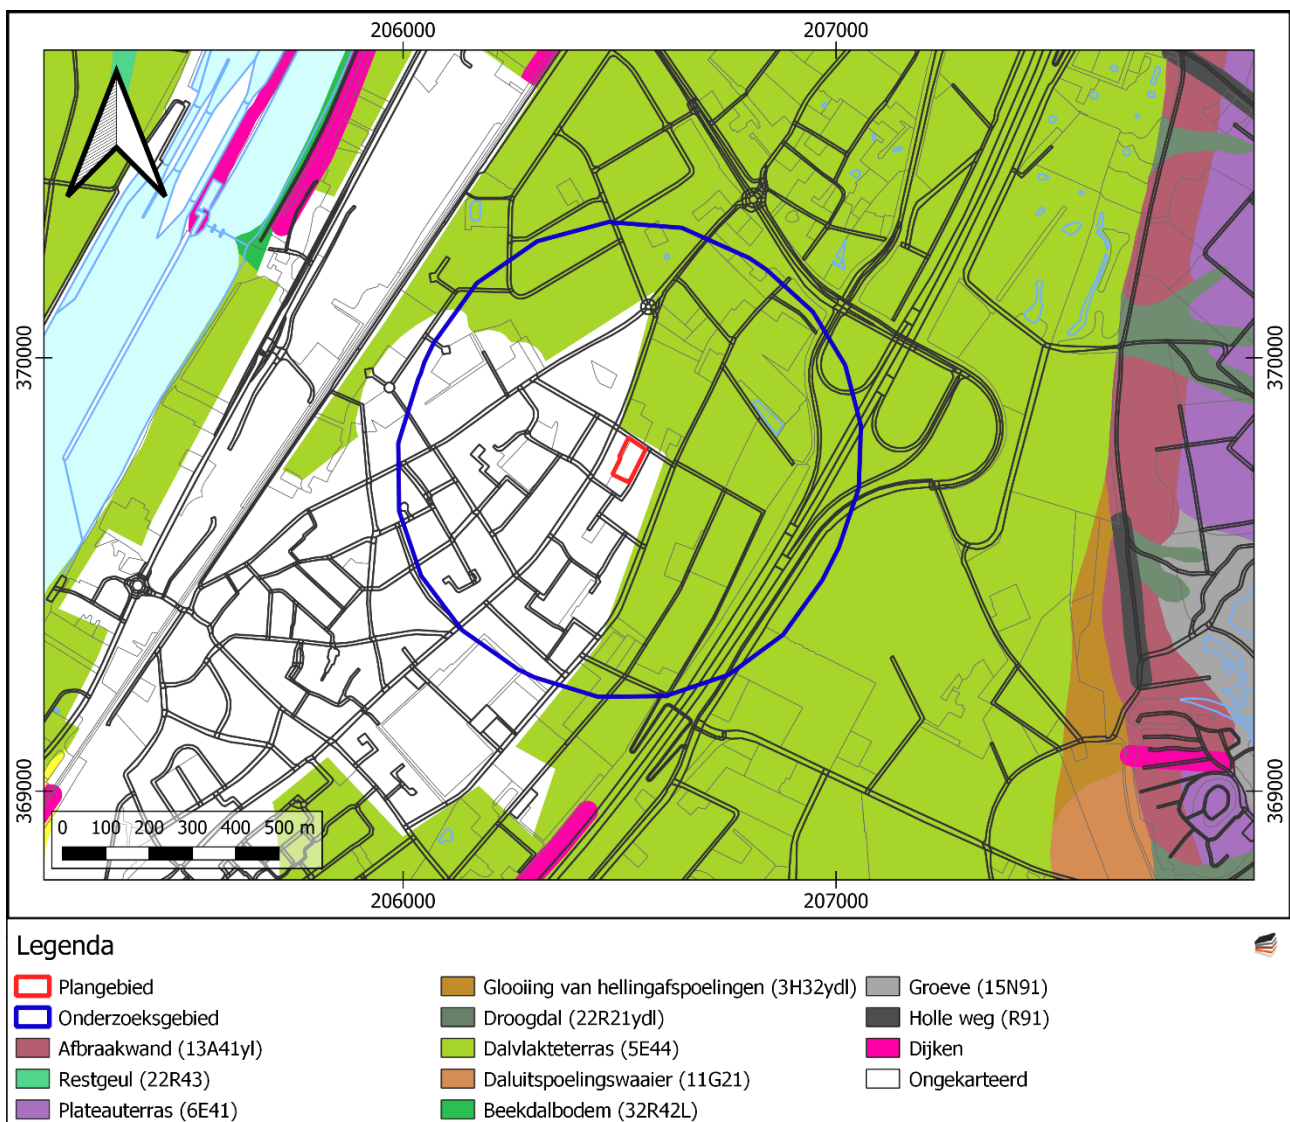 206000 207000
370000 370000
369000 369000
0 100 200 300 400 500 m
206000 207000
Legenda
Plangebied
Onderzoeksgebied
Afbraakwand (13A41yl)
Restgeul (22R43)
Plateauterras (6E41)
Glooiing van hellingafspoelingen (3H32ydl)
Droogdal (22R21ydl)
Dalvlakteterras (5E44)
Daluitspoelingswaaier (11G21)
Beekdalbodem (32R42L)
Groeve (15N91)
Holle weg (R91)
Dijken
Ongekarteerd